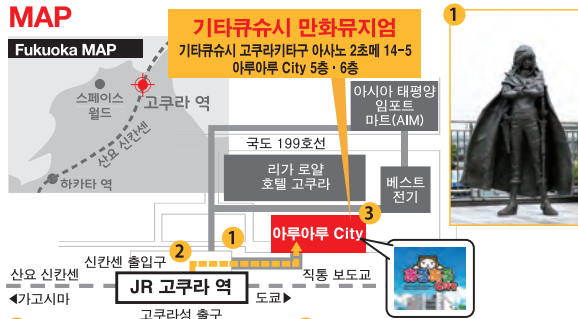 MAP
Fukuoka MAP
스페이스
월드
고쿠라 역
산요 신칸센
하카타 역
기타큐슈시 만화뮤지엄
기타큐슈시 고쿠라키타구 아사노 2초메 14-5
아루아루 City 5층·6층
1
아시아 태평양
임포트
마트(AIM)
국도 199호선
리가 로얄
호텔 고쿠라
베스트
전기
3
아루아루 City
1
2
신칸센 출입구
산요 신칸센
JR 고쿠라 역
직통 보도교
◀가고시마
도쿄▶
고쿠라성 출구